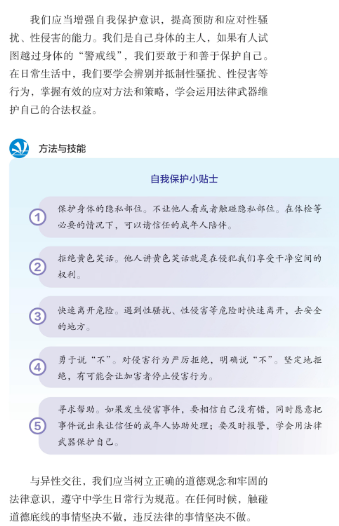 我们应当增强自我保护意识，提高预防和应对性骚
扰、性侵害的能力。我们是自己身体的主人，如果有人试
图越过身体的“警戒线”，我们要敢于和善于保护自己。
在日常生活中，我们要学会辨别并抵制性骚扰、性侵害等
行为，掌握有效的应对方法和策略，学会运用法律武器维
护自己的合法权益。
方法与技能
自我保护小贴士
1 保护身体的隐私部位。不让他人看或者触碰隐私部位。在体检等
必要的情况下，可以请信任的成年人陪伴。
2 拒绝黄色笑话。他人讲黄色笑话就是在侵犯我们享受干净空间的
权利。
3 快速离开危险。遇到性骚扰、性侵害等危险时快速离开，去安全
的地方。
4 勇于说“不”。对侵害行为严厉拒绝，明确说“不”。坚定地拒
绝，有可能会让加害者停止侵害行为。
5 寻求帮助。如果发生侵害事件，要相信自己没有错，同时愿意把
事件说出来让信任的成年人协助处理；要及时报警，学会用法律
武器保护自己。
与异性交往，我们应当树立正确的道德观念和牢固的
法律意识，遵守中学生日常行为规范。在任何时候，触碰
道德底线的事情坚决不做，违反法律的事情坚决不做。